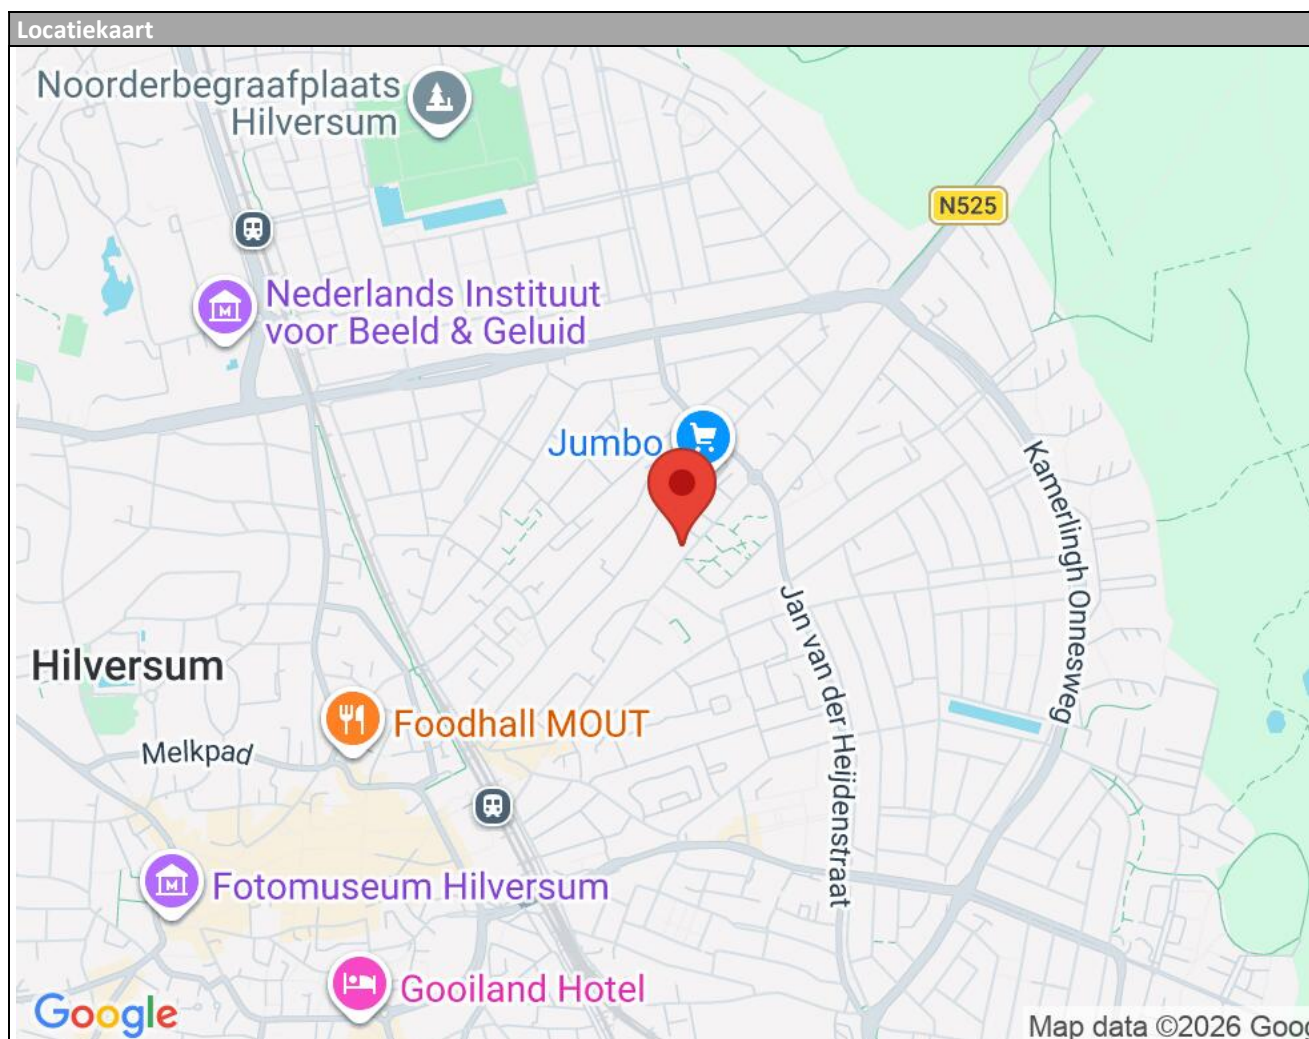 Locatiekaart
Noorderbegraafplaats
Hilversum
N525
Nederlands Instituut
voor Beeld & Geluid
Jumbo
Kamerlingh Onnesweg
Jan van der Heijdenstraat
Hilversum
Foodhall MOUT
Melkpad
Fotomuseum Hilversum
Gooiland Hotel
Google
Map data ©2026 Goo